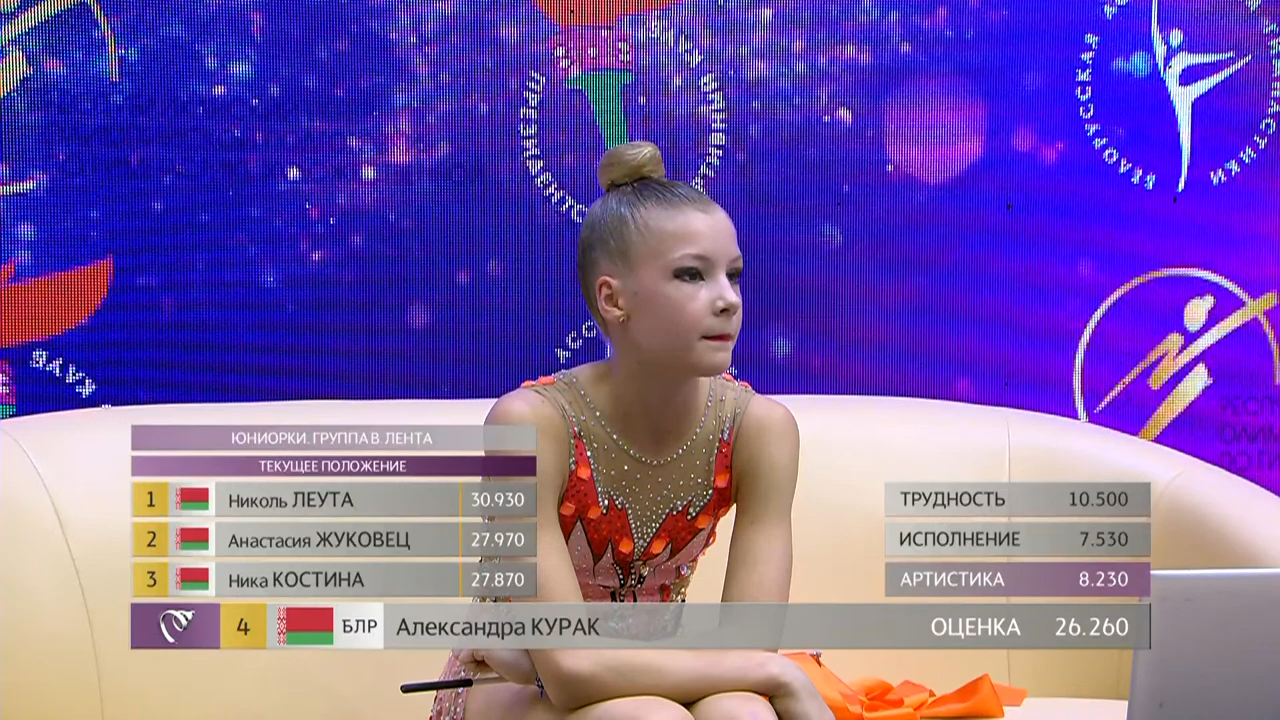 ЮНИОРКИ. ГРУППА B. ЛЕНТА
ТЕКУЩЕЕ ПОЛОЖЕНИЕ
1 Николь ЛЕУТА 30.930
2 Анастасия ЖУКОВЕЦ 27.970
3 Ника КОСТИНА 27.870
ТРУДНОСТЬ 10.500
ИСПОЛНЕНИЕ 7.530
АРТИСТИКА 8.230
4 БЛР Александра КУРАК ОЦЕНКА 26.260